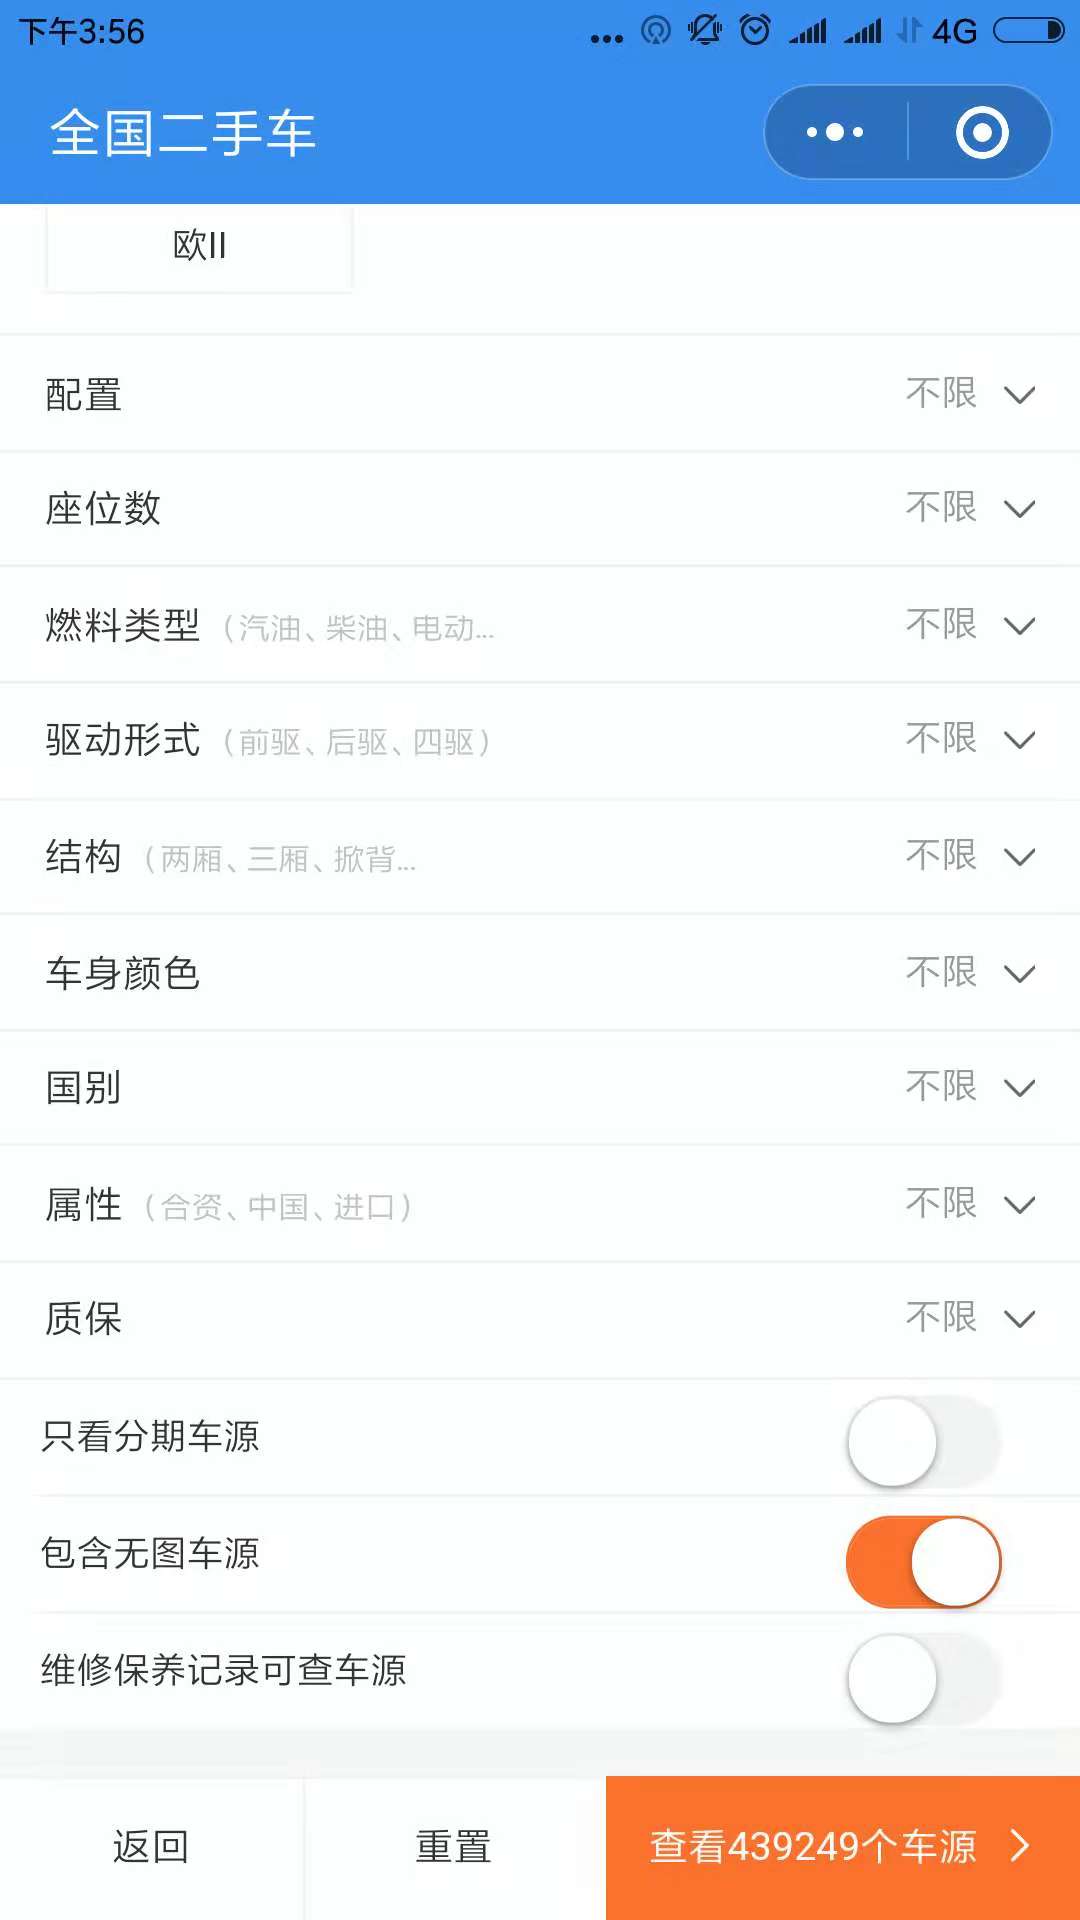 下午3:56
4G
全国二手车
欧II
配置 不限
座位数 不限
燃料类型 （汽油、柴油、电动... 不限
驱动形式 （前驱、后驱、四驱） 不限
结构 （两厢、三厢、掀背... 不限
车身颜色 不限
国别 不限
属性 （合资、中国、进口） 不限
质保 不限
只看分期车源
包含无图车源
维修保养记录可查车源
返回 重置 查看439249个车源